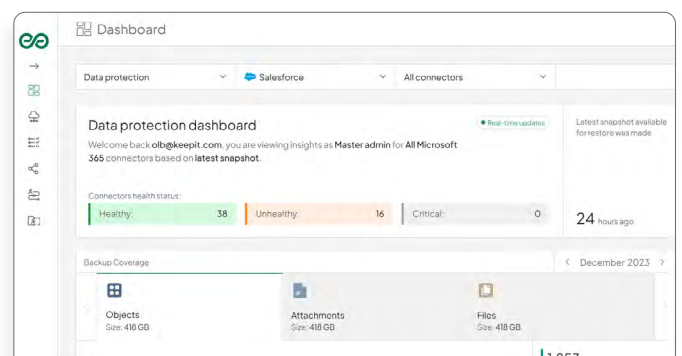 Dashboard
Data protection
Salesforce
All connectors
Data protection dashboard
Real-time updates
Welcome back olb@keepit.com, you are viewing insights as Master admin for All Microsoft
365 connectors based on latest snapshot.
Latest snapshot available
for restore was made
Connectors health status:
Healthy: 38
Unhealthy: 16
Critical: 0
24 hours ago
Backup Coverage
December 2023
Objects
Size: 418 GB
Attachments
Size: 418 GB
Files
Size: 418 GB